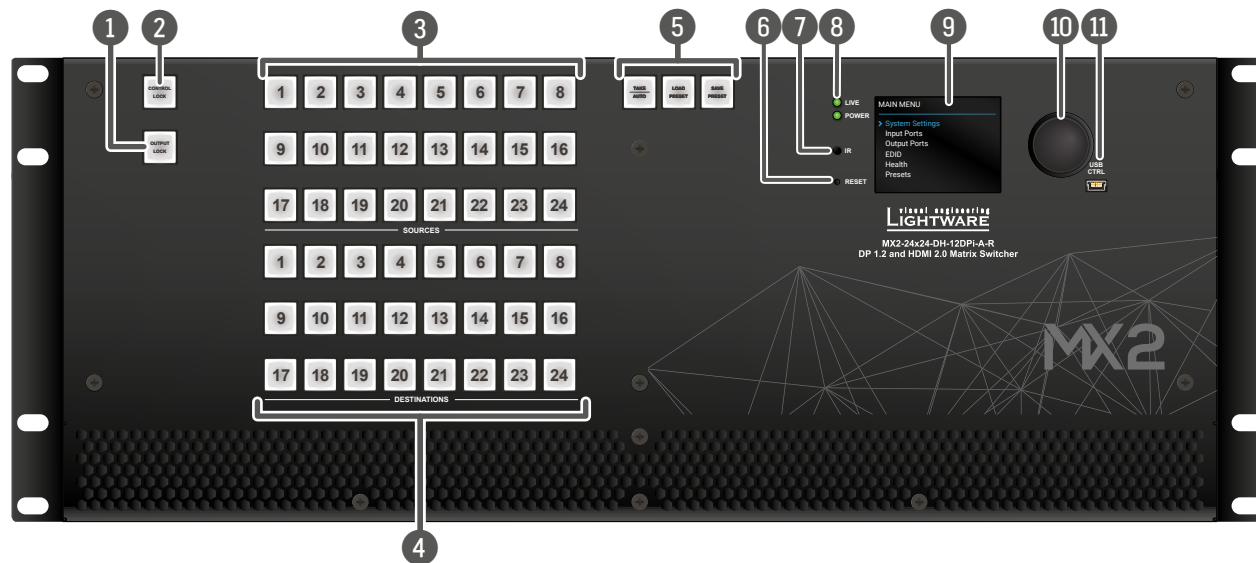 1 2 3 5 6 7 8 9 10 11
CONTROL
LOCK
OUTPUT
LOCK
1 2 3 4 5 6 7 8
9 10 11 12 13 14 15 16
17 18 19 20 21 22 23 24
SOURCES
1 2 3 4 5 6 7 8
9 10 11 12 13 14 15 16
17 18 19 20 21 22 23 24
DESTINATIONS
4
TAKE
AUTO
LOAD
PRESET
SAVE
PRESET
LIVE
POWER
IR
RESET
MAIN MENU
> System Settings
Input Ports
Output Ports
EDID
Health
Presets
USB
CTRL
visual engineering
LIGHTWARE
MX2-24x24-DH-12DPi-A-R
DP 1.2 and HDMI 2.0 Matrix Switcher
MX2